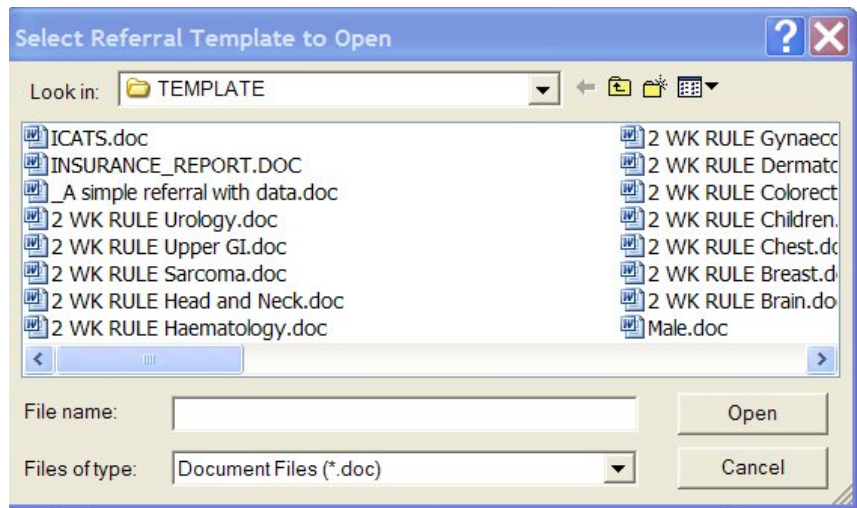 Select Referral Template to Open
Look in: TEMPLATE
ICATS.doc
INSURANCE_REPORT.DOC
_A simple referral with data.doc
2 WK RULE Urology.doc
2 WK RULE Upper GI.doc
2 WK RULE Sarcoma.doc
2 WK RULE Head and Neck.doc
2 WK RULE Haematology.doc
2 WK RULE Gynaecc
2 WK RULE Dermatc
2 WK RULE Colorect
2 WK RULE Children.
2 WK RULE Chest.dc
2 WK RULE Breast.d
2 WK RULE Brain.do
Male.doc
File name:
Open
Files of type: Document Files (*.doc)
Cancel